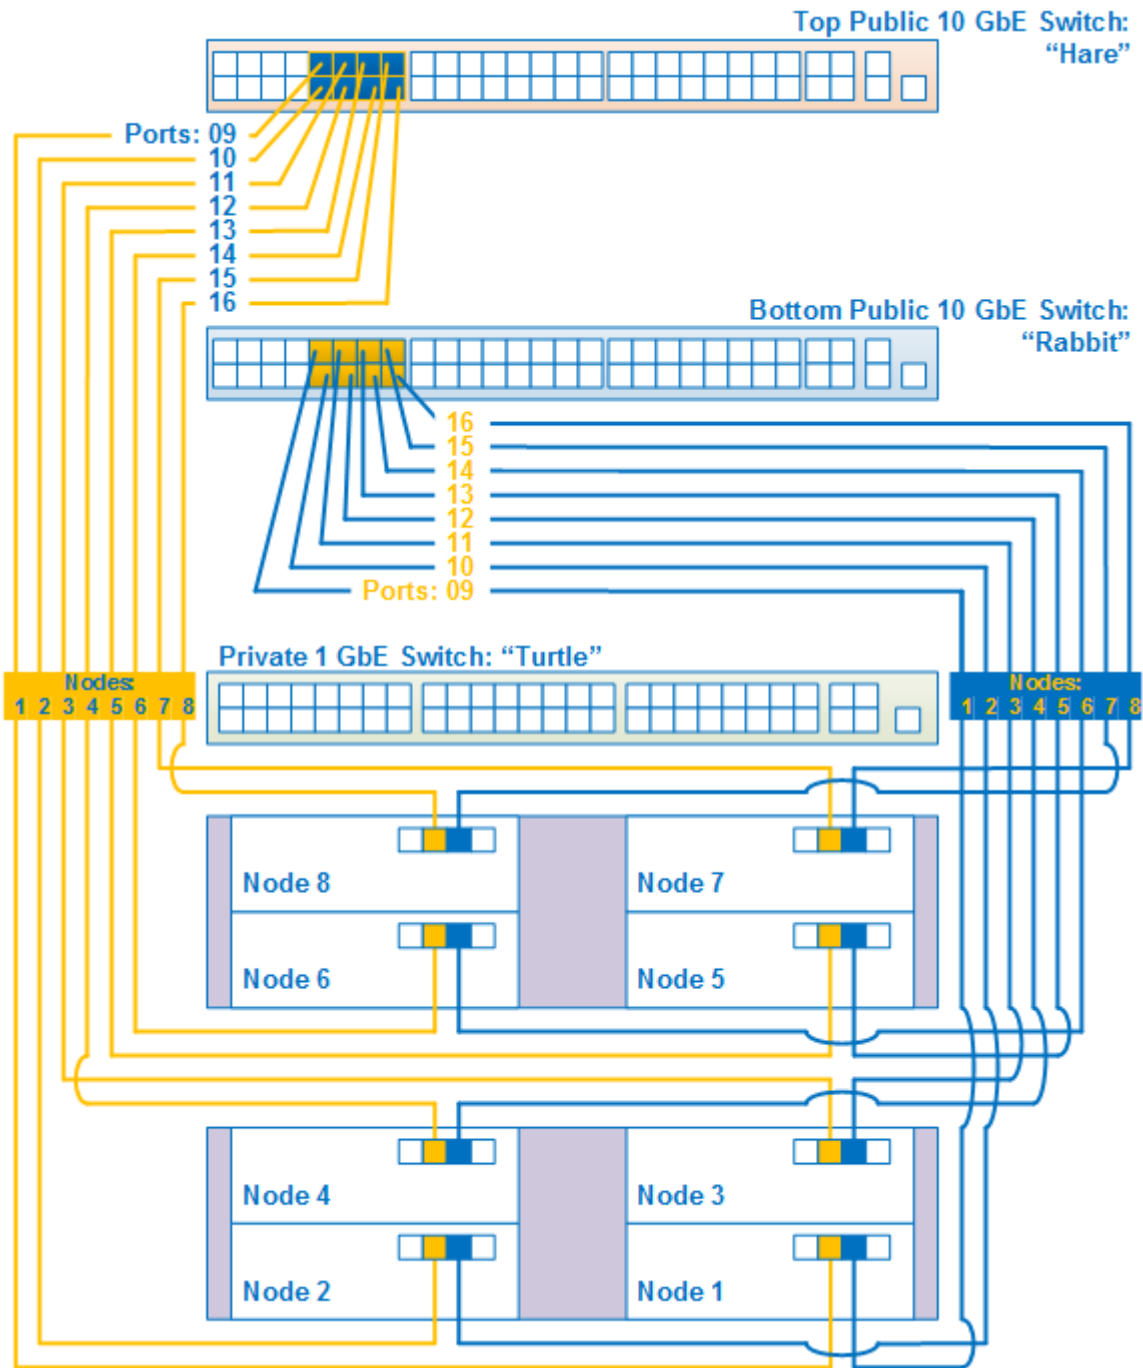 Top Public 10 GbE Switch:
“Hare”
Ports: 09
10
11
12
13
14
15
16
Bottom Public 10 GbE Switch:
“Rabbit”
16
15
14
13
12
11
10
Ports: 09
Private 1 GbE Switch: “Turtle”
Nodes:
1 2 3 4 5 6 7 8
Nodes:
1 2 3 4 5 6 7 8
Node 8
Node 7
Node 6
Node 5
Node 4
Node 3
Node 2
Node 1